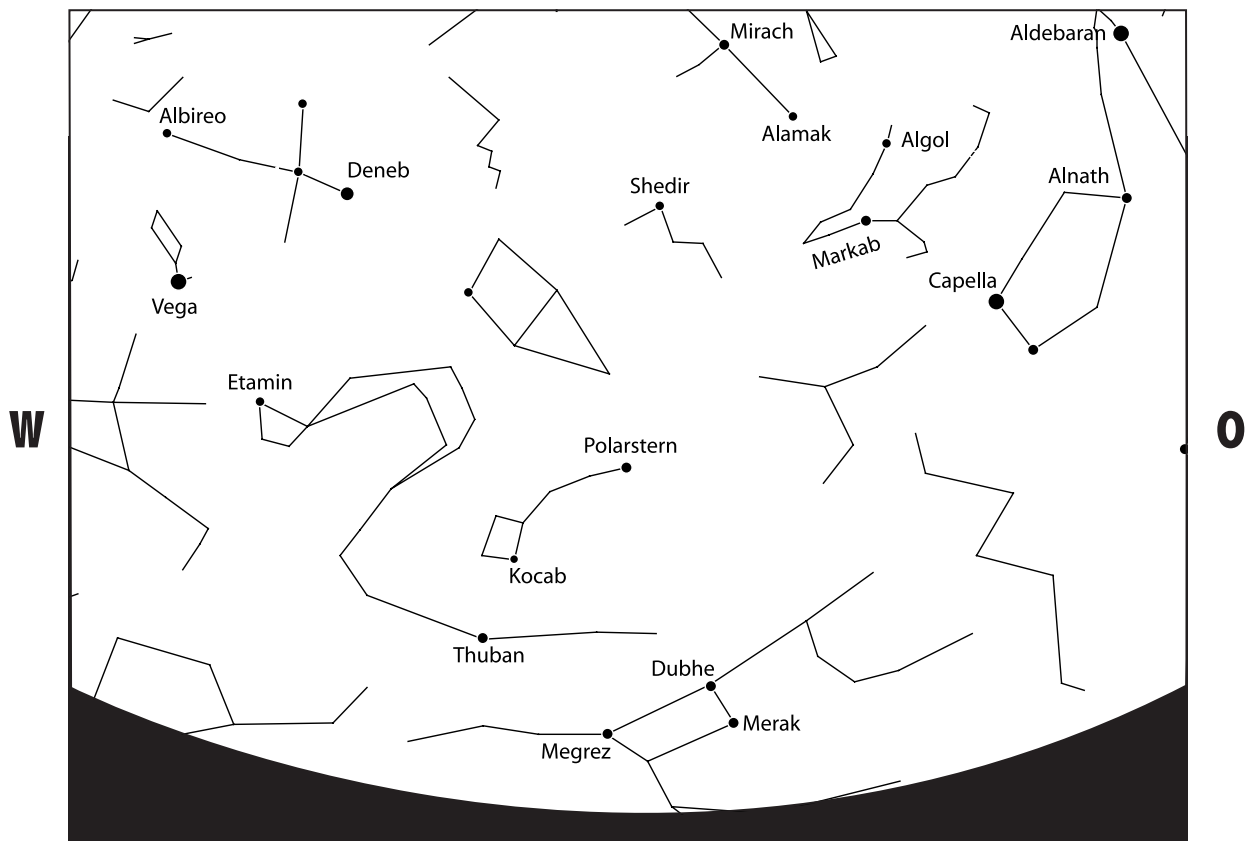 Mirach
Aldebaran
Albireo
Alamak
Algol
Deneb
Shedir
Alnath
Markab
Capella
Vega
Etamin
W
O
Polarstern
Kocab
Thuban
Dubhe
Merak
Megrez